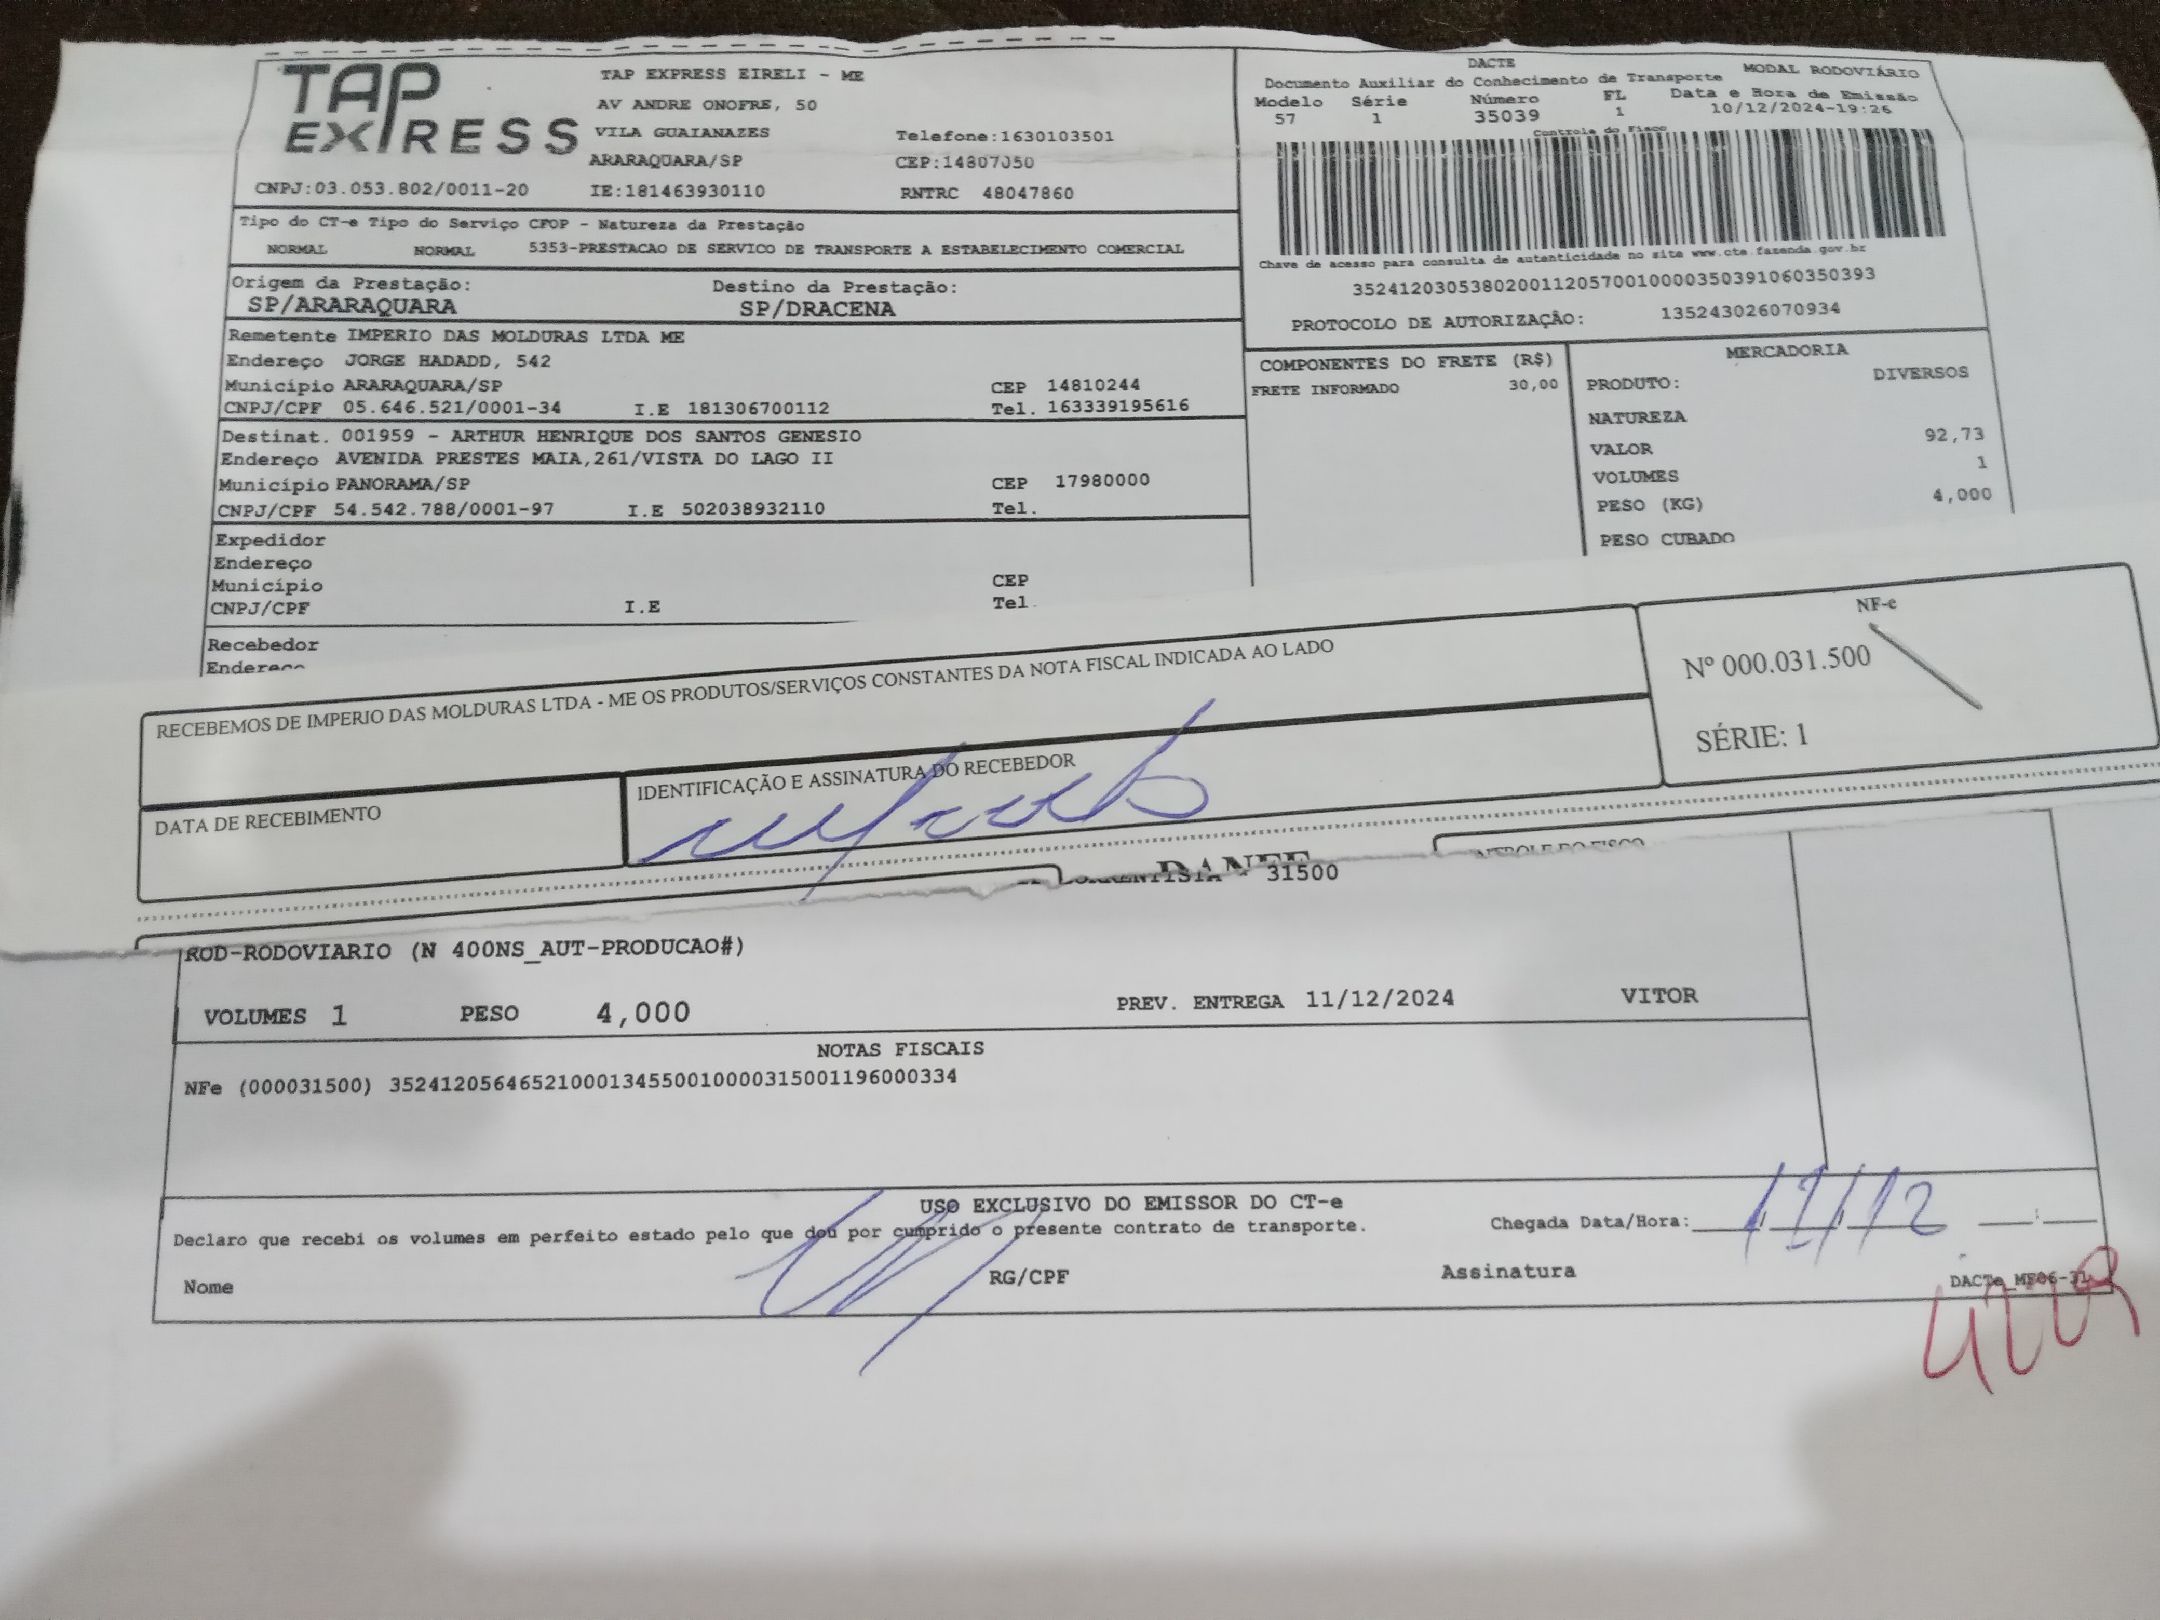 TAP EXPRESS
TAP EXPRESS EIRELI - ME
AV ANDRE ONOFRE, 50
VILA GUAIANAZES Telefone:1630103501
ARARAQUARA/SP CEP:14807050
CNPJ:03.053.802/0011-20 IE:181463930110 RNTRC 48047860
DACTE
Documento Auxiliar do Conhecimento de Transporte MODAL RODOVIÁRIO
Modelo Série Número FL Data e Hora de Emissão
57 1 35039 1 10/12/2024-19:26
Controle do Fisco
Chave de acesso para consulta de autenticidade no site www.cte.fazenda.gov.br
35241203053802001120570010000350391060350393
PROTOCOLO DE AUTORIZAÇÃO: 135243026070934
Tipo do CT-e Tipo do Serviço CFOP - Natureza da Prestação
NORMAL NORMAL 5353-PRESTACAO DE SERVICO DE TRANSPORTE A ESTABELECIMENTO COMERCIAL
Origem da Prestação: Destino da Prestação:
SP/ARARAQUARA SP/DRACENA
Remetente IMPERIO DAS MOLDURAS LTDA ME
Endereço JORGE HADADD, 542
Município ARARAQUARA/SP CEP 14810244
CNPJ/CPF 05.646.521/0001-34 I.E 181306700112 Tel. 163339195616
Destinat. 001959 - ARTHUR HENRIQUE DOS SANTOS GENESIO
Endereço AVENIDA PRESTES MAIA,261/VISTA DO LAGO II
Município PANORAMA/SP CEP 17980000
CNPJ/CPF 54.542.788/0001-97 I.E 502038932110 Tel.
Expedidor
Endereço
Município CEP
CNPJ/CPF I.E Tel.
Recebedor
Endereço
COMPONENTES DO FRETE (R$)
FRETE INFORMADO 30,00
MERCADORIA
PRODUTO: DIVERSOS
NATUREZA
VALOR 92,73
VOLUMES 1
PESO (KG) 4,000
PESO CUBADO
RECEBEMOS DE IMPERIO DAS MOLDURAS LTDA - ME OS PRODUTOS/SERVIÇOS CONSTANTES DA NOTA FISCAL INDICADA AO LADO
NF-e
Nº 000.031.500
SÉRIE: 1
DATA DE RECEBIMENTO
IDENTIFICAÇÃO E ASSINATURA DO RECEBEDOR
DANFE
31500
ROD-RODOVIARIO (N 400NS_AUT-PRODUCAO#)
VOLUMES 1 PESO 4,000 PREV. ENTREGA 11/12/2024 VITOR
NOTAS FISCAIS
NFe (000031500) 35241205646521000134550010000315001196000334
USO EXCLUSIVO DO EMISSOR DO CT-e
Declaro que recebi os volumes em perfeito estado pelo que dou por cumprido o presente contrato de transporte.
Chegada Data/Hora: 11/12
Nome RG/CPF Assinatura